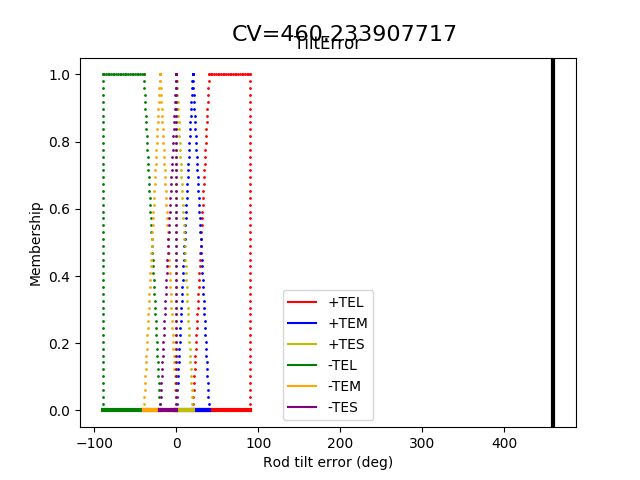 CV=460.233907717
TiltError
Membership
1.0
0.8
0.6
0.4
0.2
0.0
+TEL
+TEM
+TES
-TEL
-TEM
-TES
−100 0 100 200 300 400
Rod tilt error (deg)